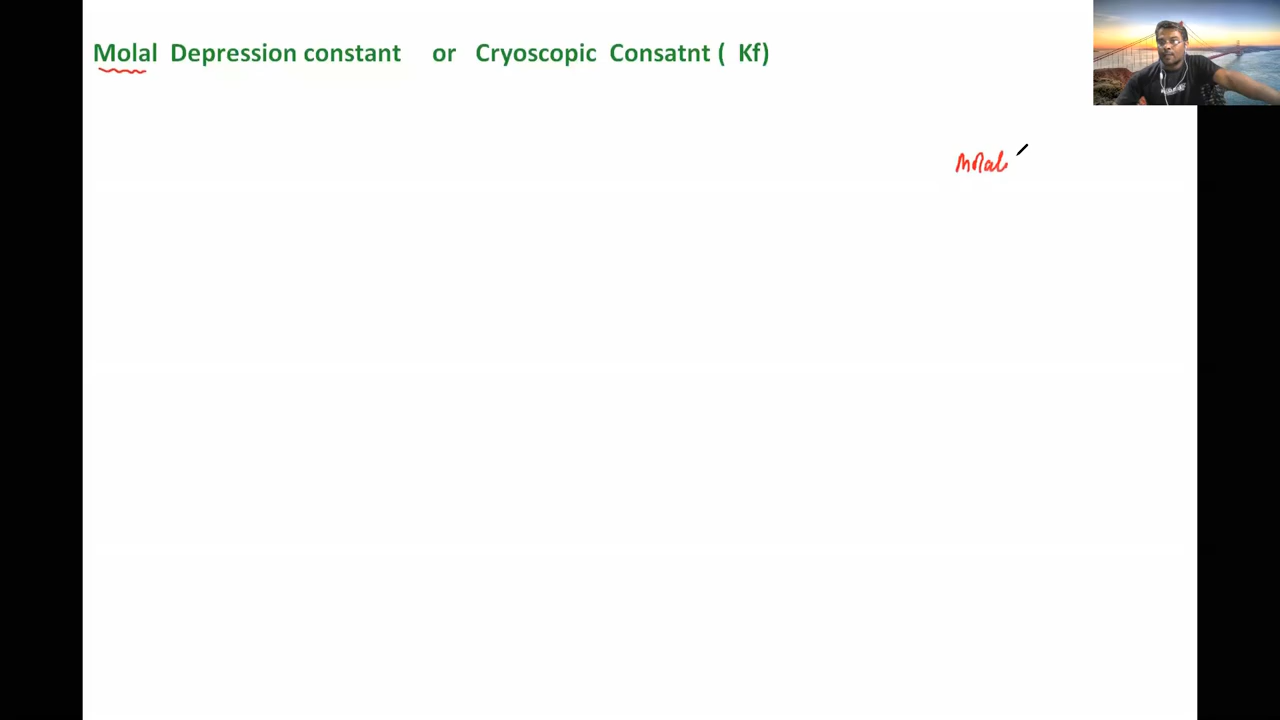 Molal Depression constant or Cryoscopic Consatnt ( Kf)
Molal